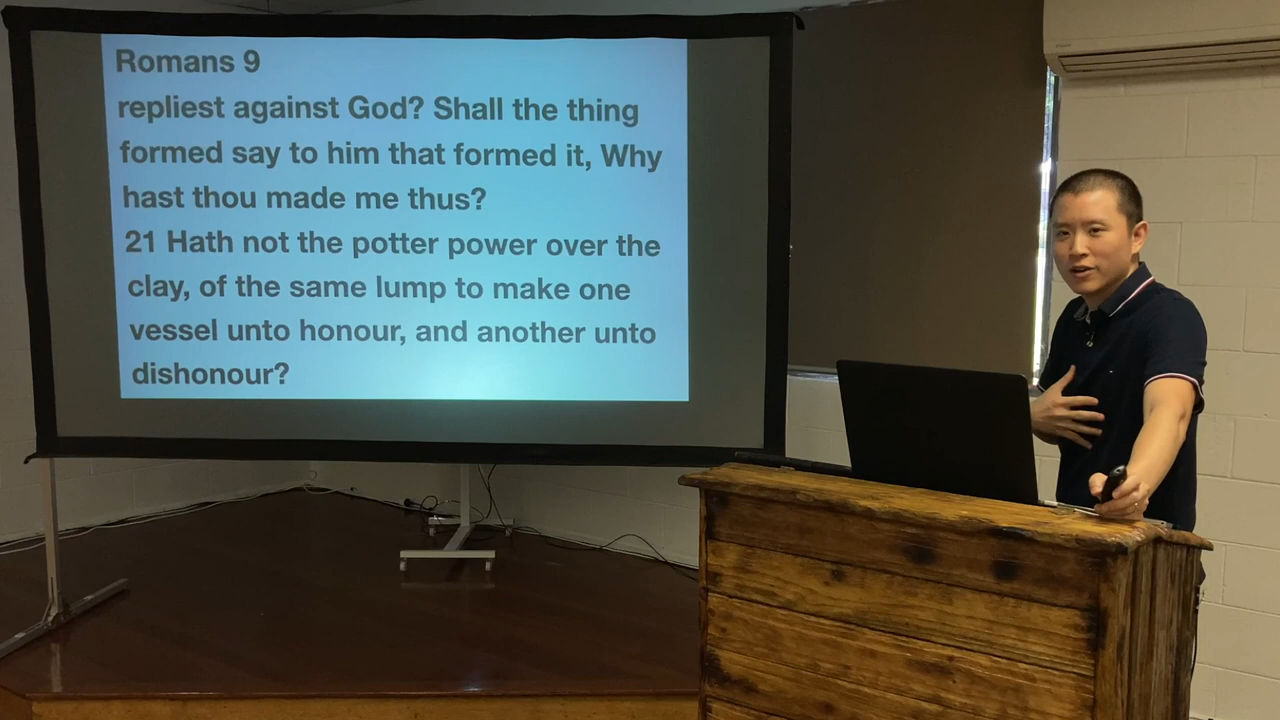 Romans 9
repliest against God? Shall the thing
formed say to him that formed it, Why
hast thou made me thus?
21 Hath not the potter power over the
clay, of the same lump to make one
vessel unto honour, and another unto
dishonour?